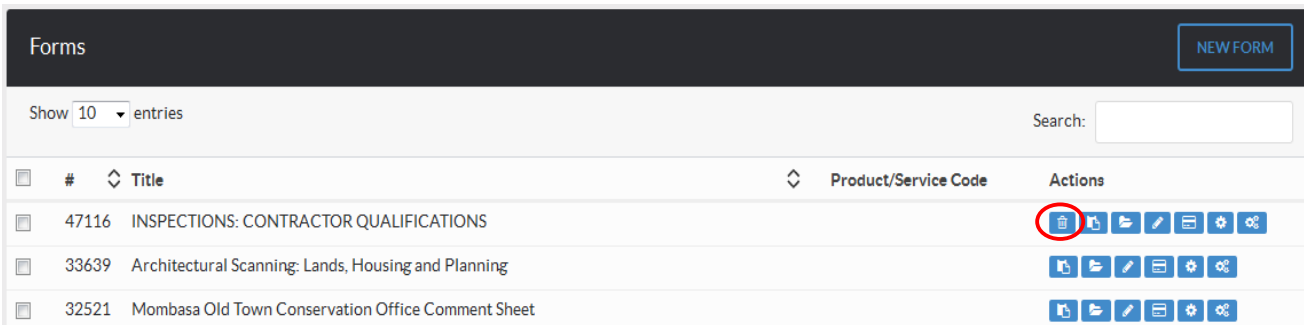 Forms
NEW FORM
Show 10 entries
Search:
# Title Product/Service Code Actions
47116 INSPECTIONS: CONTRACTOR QUALIFICATIONS
33639 Architectural Scanning: Lands, Housing and Planning
32521 Mombasa Old Town Conservation Office Comment Sheet